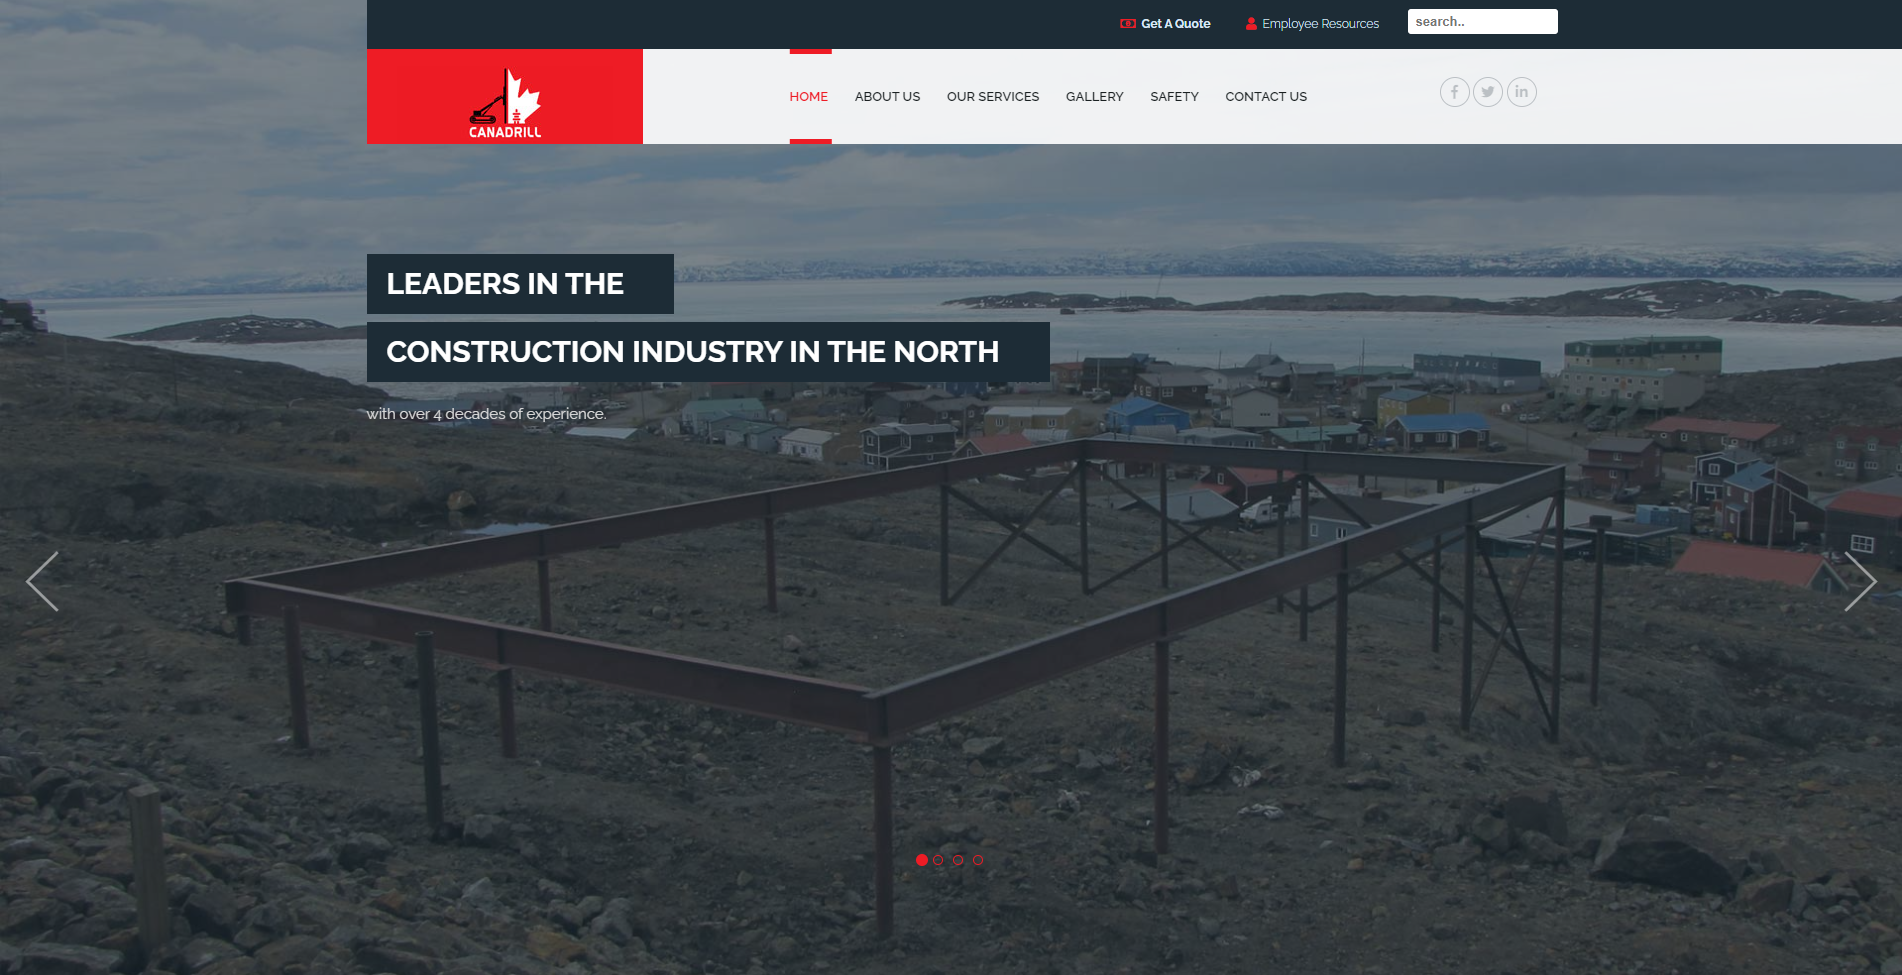 Get A Quote
Employee Resources
search..
CANADRILL
HOME
ABOUT US
OUR SERVICES
GALLERY
SAFETY
CONTACT US
LEADERS IN THE
CONSTRUCTION INDUSTRY IN THE NORTH
with over 4 decades of experience.